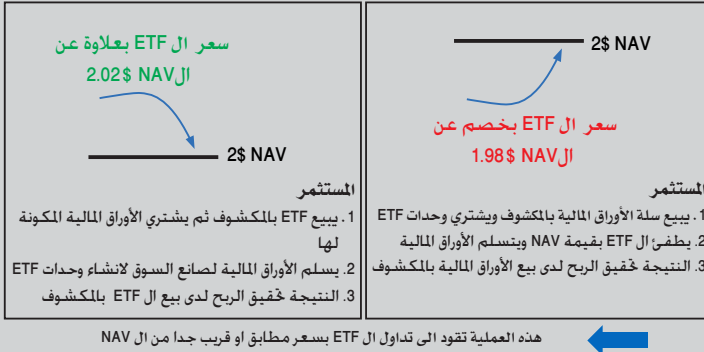 2$ NAV
سعر ال ETF بخصم عن
ال1.98$ NAV
المستثمر
1. يبيع سلة الأوراق المالية بالمكشوف ويشتري وحدات ETF
2. يطفئ ال ETF بقيمة NAV ويتسلم الأوراق المالية
3. النتيجة تحقيق الربح لدى بيع الأوراق المالية بالمكشوف
سعر ال ETF بعلاوة عن
ال2.02$ NAV
2$ NAV
المستثمر
1. يبيع ETF بالمكشوف ثم يشتري الأوراق المالية المكونة
لها
2. يسلم الأوراق المالية لصانع السوق لانشاء وحدات ETF
3. النتيجة تحقيق الربح لدى بيع ال ETF بالمكشوف
هذه العملية تقود الى تداول ال ETF بسعر مطابق او قريب جدا من ال NAV